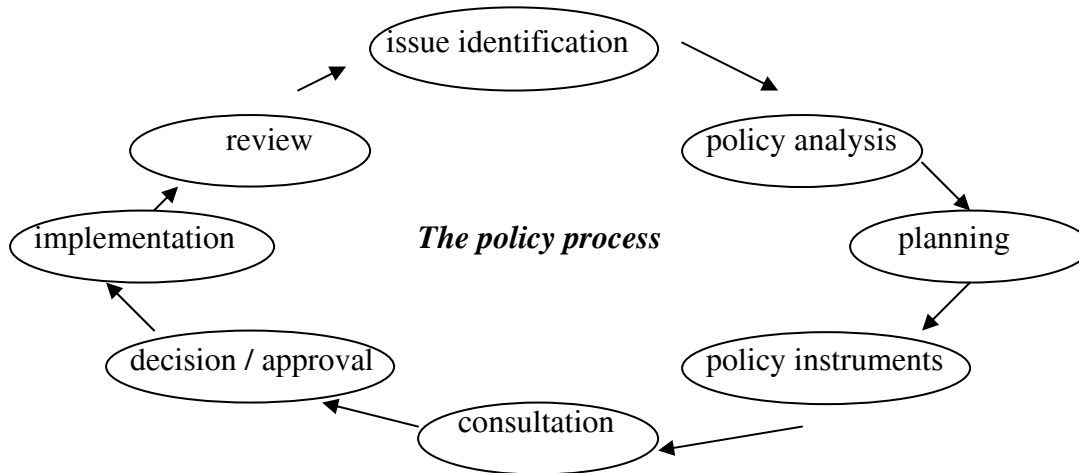 issue identification
review
policy analysis
implementation
The policy process
planning
decision / approval
policy instruments
consultation